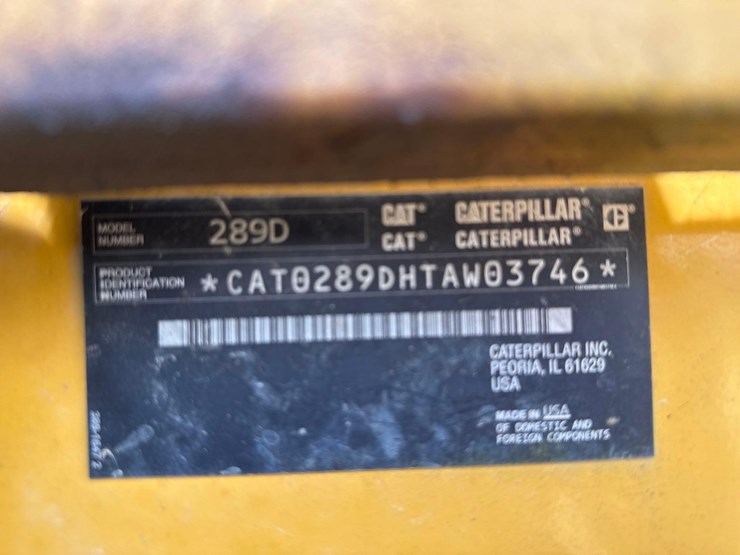 MODEL NUMBER 289D
CAT® CATERPILLAR®
CAT® CATERPILLAR®
PRODUCT IDENTIFICATION NUMBER *CAT0289DHTAW03746*
CATERPILLAR INC.
PEORIA, IL 61629
USA
MADE IN USA
OF DOMESTIC AND
FOREIGN COMPONENTS